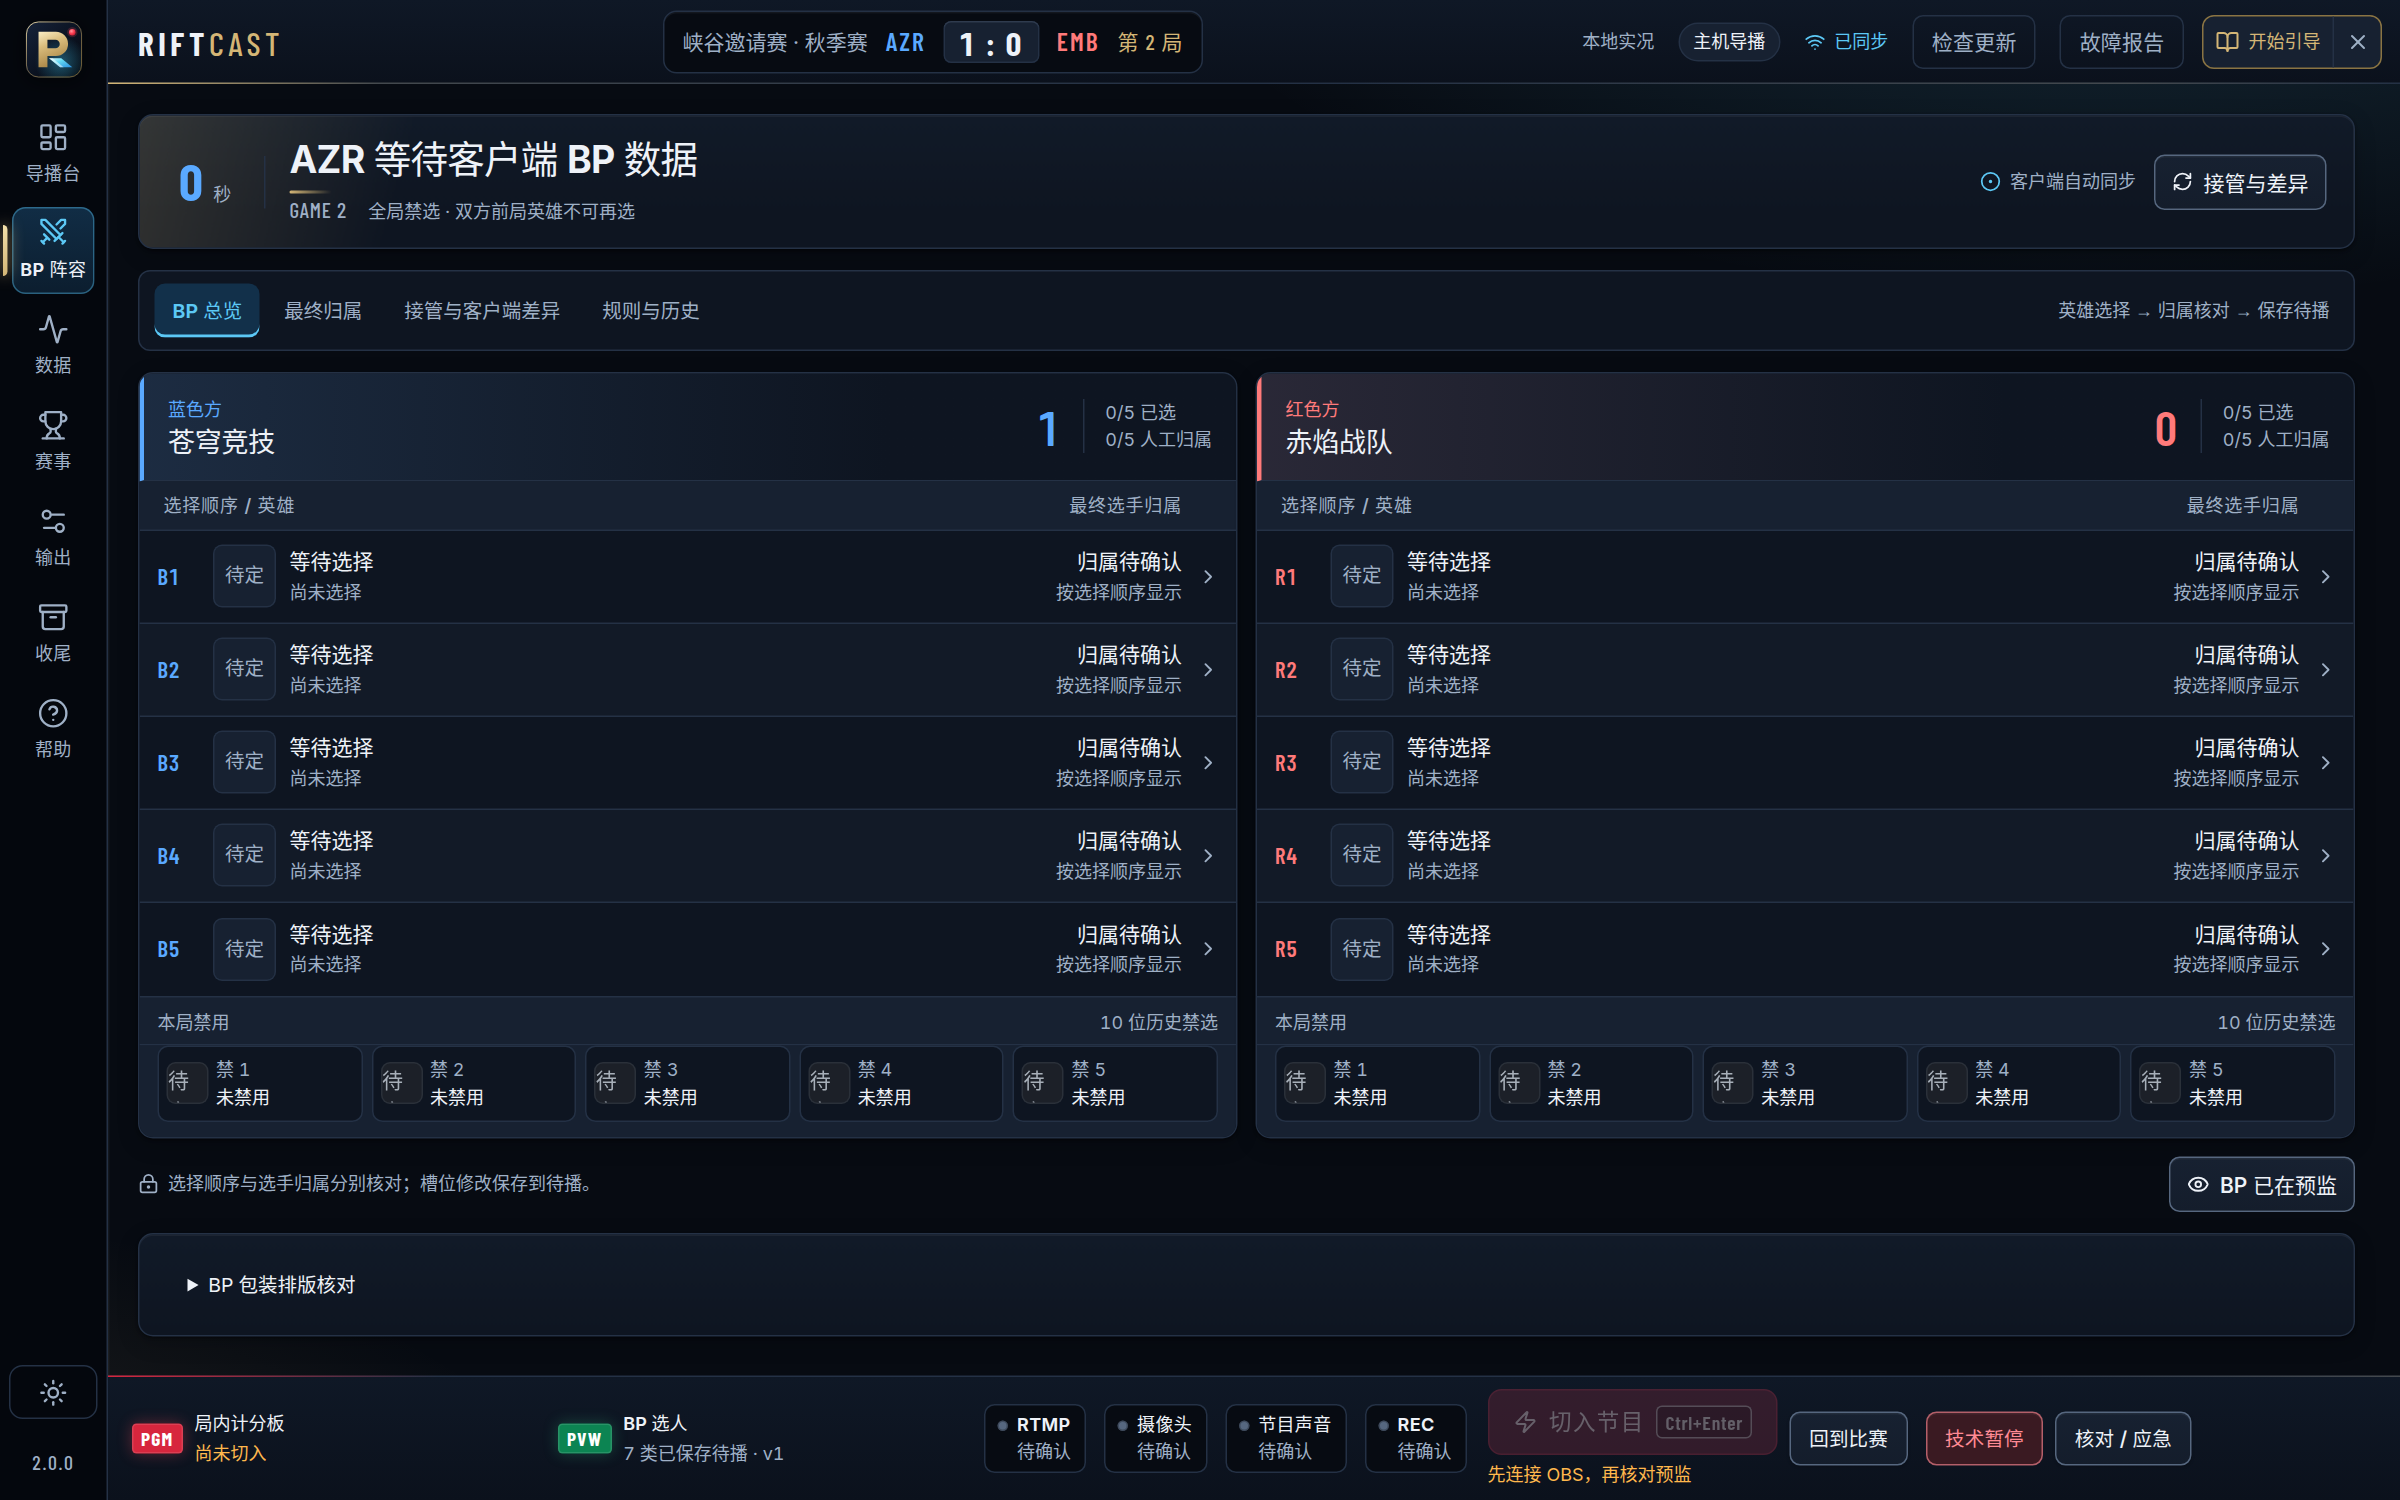 RIFTCAST
峡谷邀请赛 · 秋季赛 AZR 1 : 0 EMB 第 2 局
本地实况 主机导播 已同步 检查更新 故障报告 开始引导
导播台
BP 阵容
数据
赛事
输出
收尾
帮助
2.0.0
0 秒
AZR 等待客户端 BP 数据
GAME 2 全局禁选 · 双方前局英雄不可再选
客户端自动同步 接管与差异
BP 总览 最终归属 接管与客户端差异 规则与历史
英雄选择 → 归属核对 → 保存待播
蓝色方
苍穹竞技
1
0/5 已选
0/5 人工归属
选择顺序 / 英雄 最终选手归属
B1 待定 等待选择 归属待确认
尚未选择 按选择顺序显示
B2 待定 等待选择 归属待确认
尚未选择 按选择顺序显示
B3 待定 等待选择 归属待确认
尚未选择 按选择顺序显示
B4 待定 等待选择 归属待确认
尚未选择 按选择顺序显示
B5 待定 等待选择 归属待确认
尚未选择 按选择顺序显示
本局禁用 10 位历史禁选
待 禁 1 待 禁 2 待 禁 3 待 禁 4 待 禁 5
未禁用 未禁用 未禁用 未禁用 未禁用
红色方
赤焰战队
0
0/5 已选
0/5 人工归属
选择顺序 / 英雄 最终选手归属
R1 待定 等待选择 归属待确认
尚未选择 按选择顺序显示
R2 待定 等待选择 归属待确认
尚未选择 按选择顺序显示
R3 待定 等待选择 归属待确认
尚未选择 按选择顺序显示
R4 待定 等待选择 归属待确认
尚未选择 按选择顺序显示
R5 待定 等待选择 归属待确认
尚未选择 按选择顺序显示
本局禁用 10 位历史禁选
待 禁 1 待 禁 2 待 禁 3 待 禁 4 待 禁 5
未禁用 未禁用 未禁用 未禁用 未禁用
选择顺序与选手归属分别核对；槽位修改保存到待播。
BP 已在预监
BP 包装排版核对
PGM 局内计分板
尚未切入
PVW BP 选人
7 类已保存待播 · v1
RTMP
待确认
摄像头
待确认
节目声音
待确认
REC
待确认
切入节目 Ctrl+Enter
先连接 OBS，再核对预监
回到比赛 技术暂停 核对 / 应急